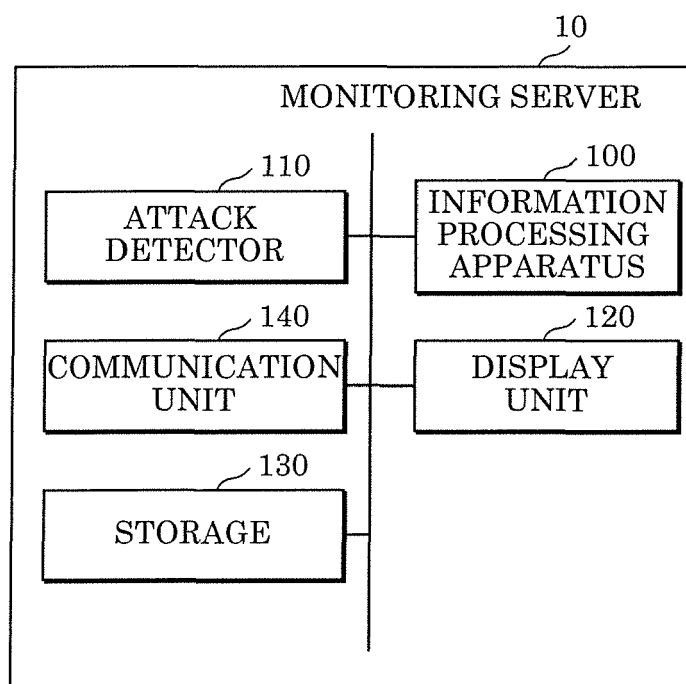 10
MONITORING SERVER
110
ATTACK
DETECTOR
100
INFORMATION
PROCESSING
APPARATUS
140
COMMUNICATION
UNIT
120
DISPLAY
UNIT
130
STORAGE